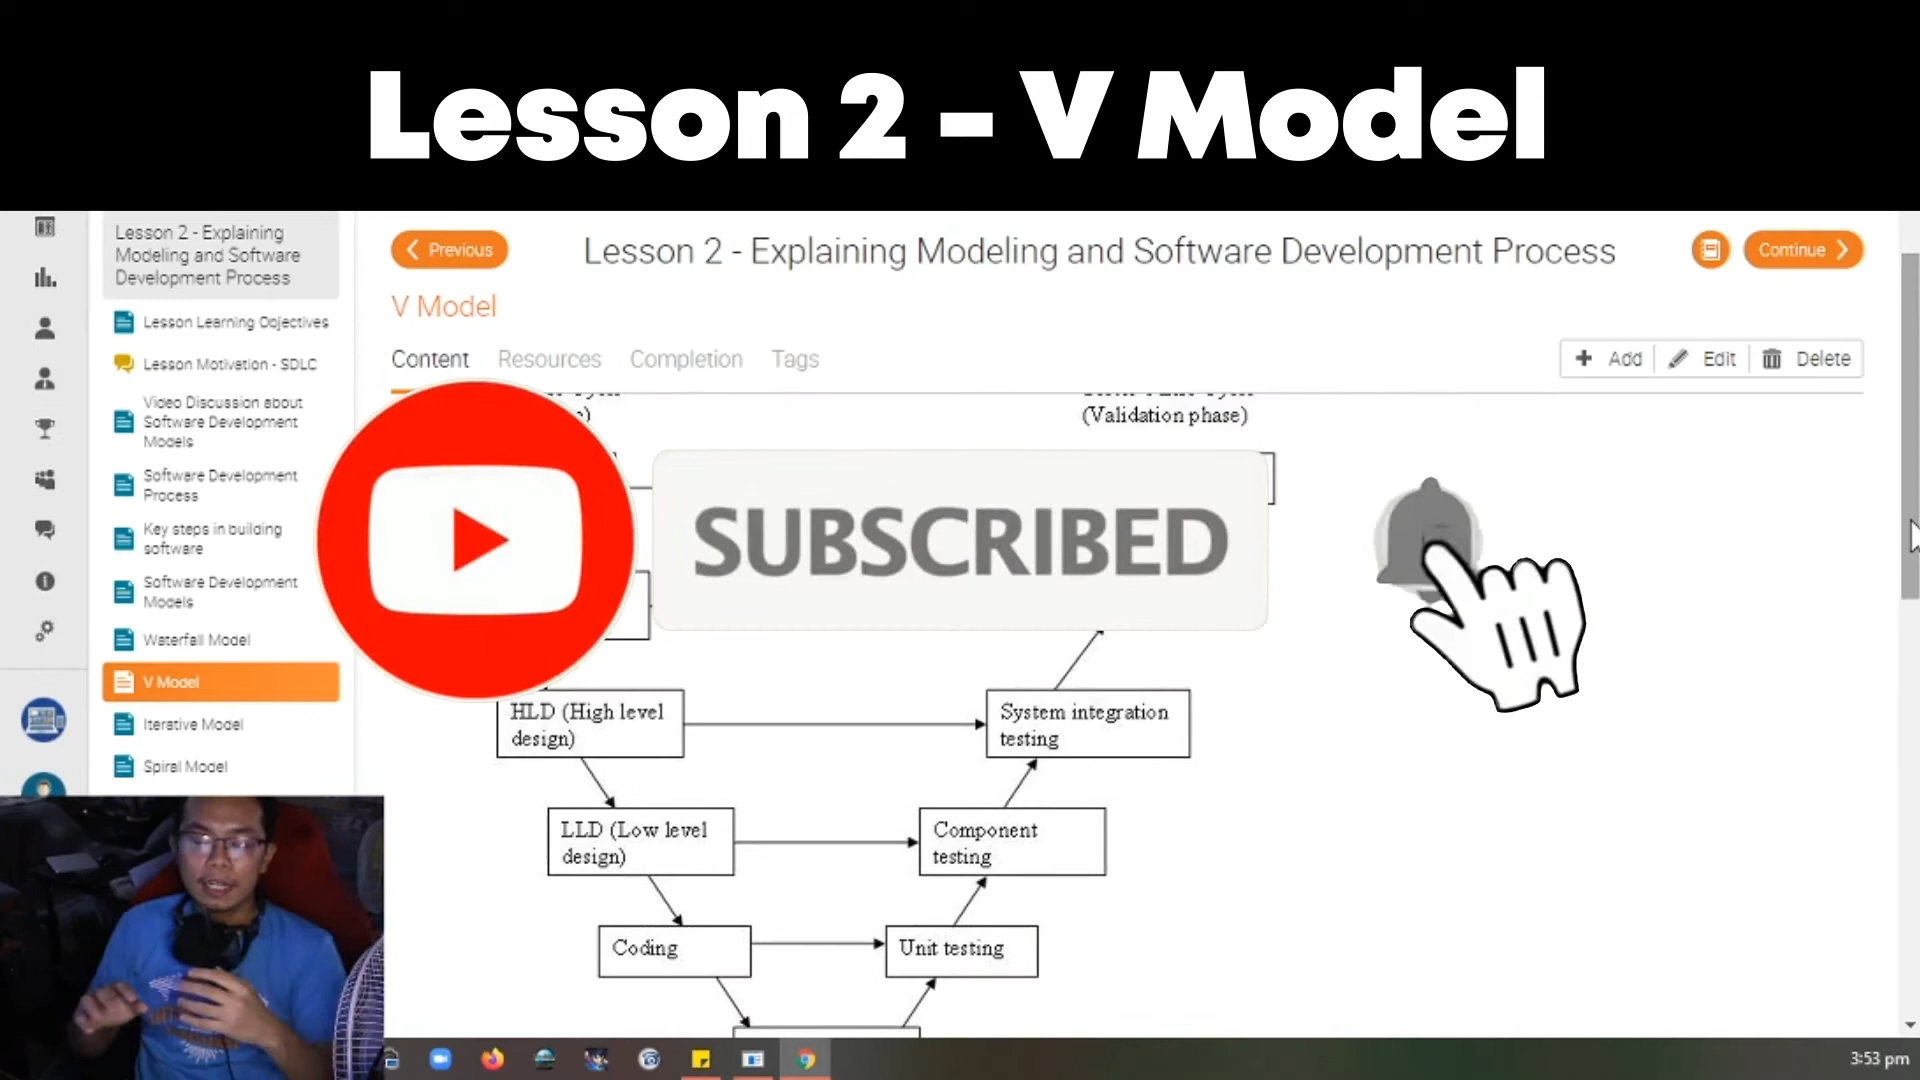 Lesson 2 - V Model
Lesson 2 - Explaining
Modeling and Software
Development Process
Lesson Learning Objectives
Lesson Motivation - SDLC
Video Discussion about
Software Development
Models
Software Development
Process
Key steps in building
software
Software Development
Models
Waterfall Model
V Model
Iterative Model
Spiral Model
Previous
Lesson 2 - Explaining Modeling and Software Development Process
Continue
V Model
Content Resources Completion Tags
Add Edit Delete
(Validation phase)
SUBSCRIBED
HLD (High level
design)
System integration
testing
LLD (Low level
design)
Component
testing
Coding
Unit testing
3:53 pm